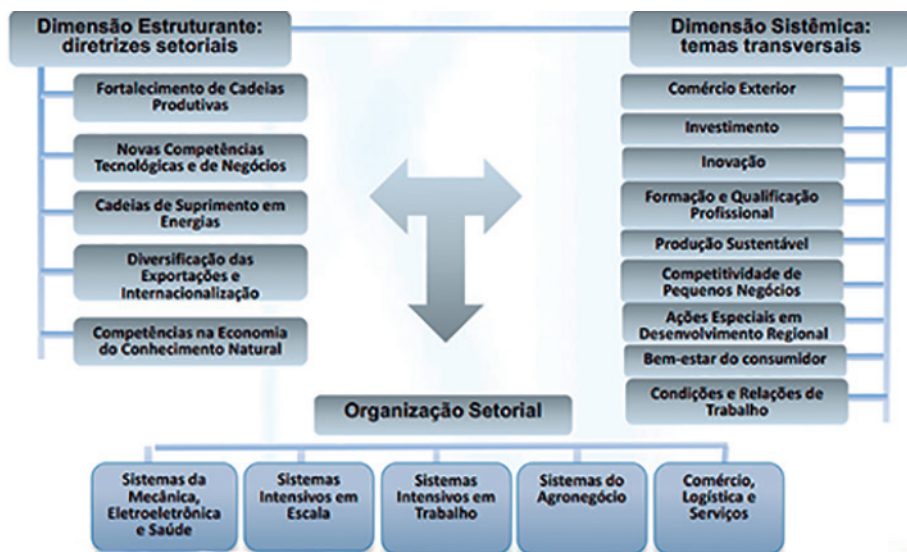 Dimensão Estruturante:
diretrizes setoriais
Fortalecimento de Cadeias
Produtivas
Novas Competências
Tecnológicas e de Negócios
Cadeias de Suprimento em
Energias
Diversificação das
Exportações e
Internacionalização
Competências na Economia
do Conhecimento Natural
Dimensão Sistêmica:
temas transversais
Comércio Exterior
Investimento
Inovação
Formação e Qualificação
Profissional
Produção Sustentável
Competitividade de
Pequenos Negócios
Ações Especiais em
Desenvolvimento Regional
Bem-estar do consumidor
Condições e Relações de
Trabalho
Organização Setorial
Sistemas da
Mecânica,
Eletroeletrônica
e Saúde
Sistemas
Intensivos em
Escala
Sistemas
Intensivos em
Trabalho
Sistemas do
Agronegócio
Comércio,
Logística e
Serviços